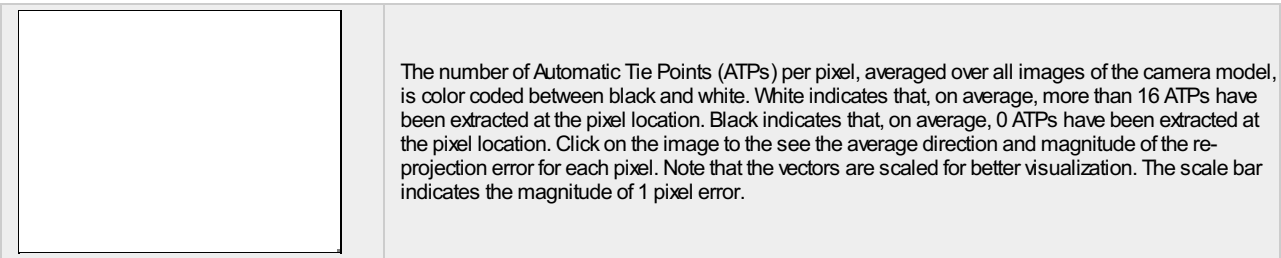 The number of Automatic Tie Points (ATPs) per pixel, averaged over all images of the camera model,
is color coded between black and white. White indicates that, on average, more than 16 ATPs have
been extracted at the pixel location. Black indicates that, on average, 0 ATPs have been extracted at
the pixel location. Click on the image to the see the average direction and magnitude of the re-
projection error for each pixel. Note that the vectors are scaled for better visualization. The scale bar
indicates the magnitude of 1 pixel error.